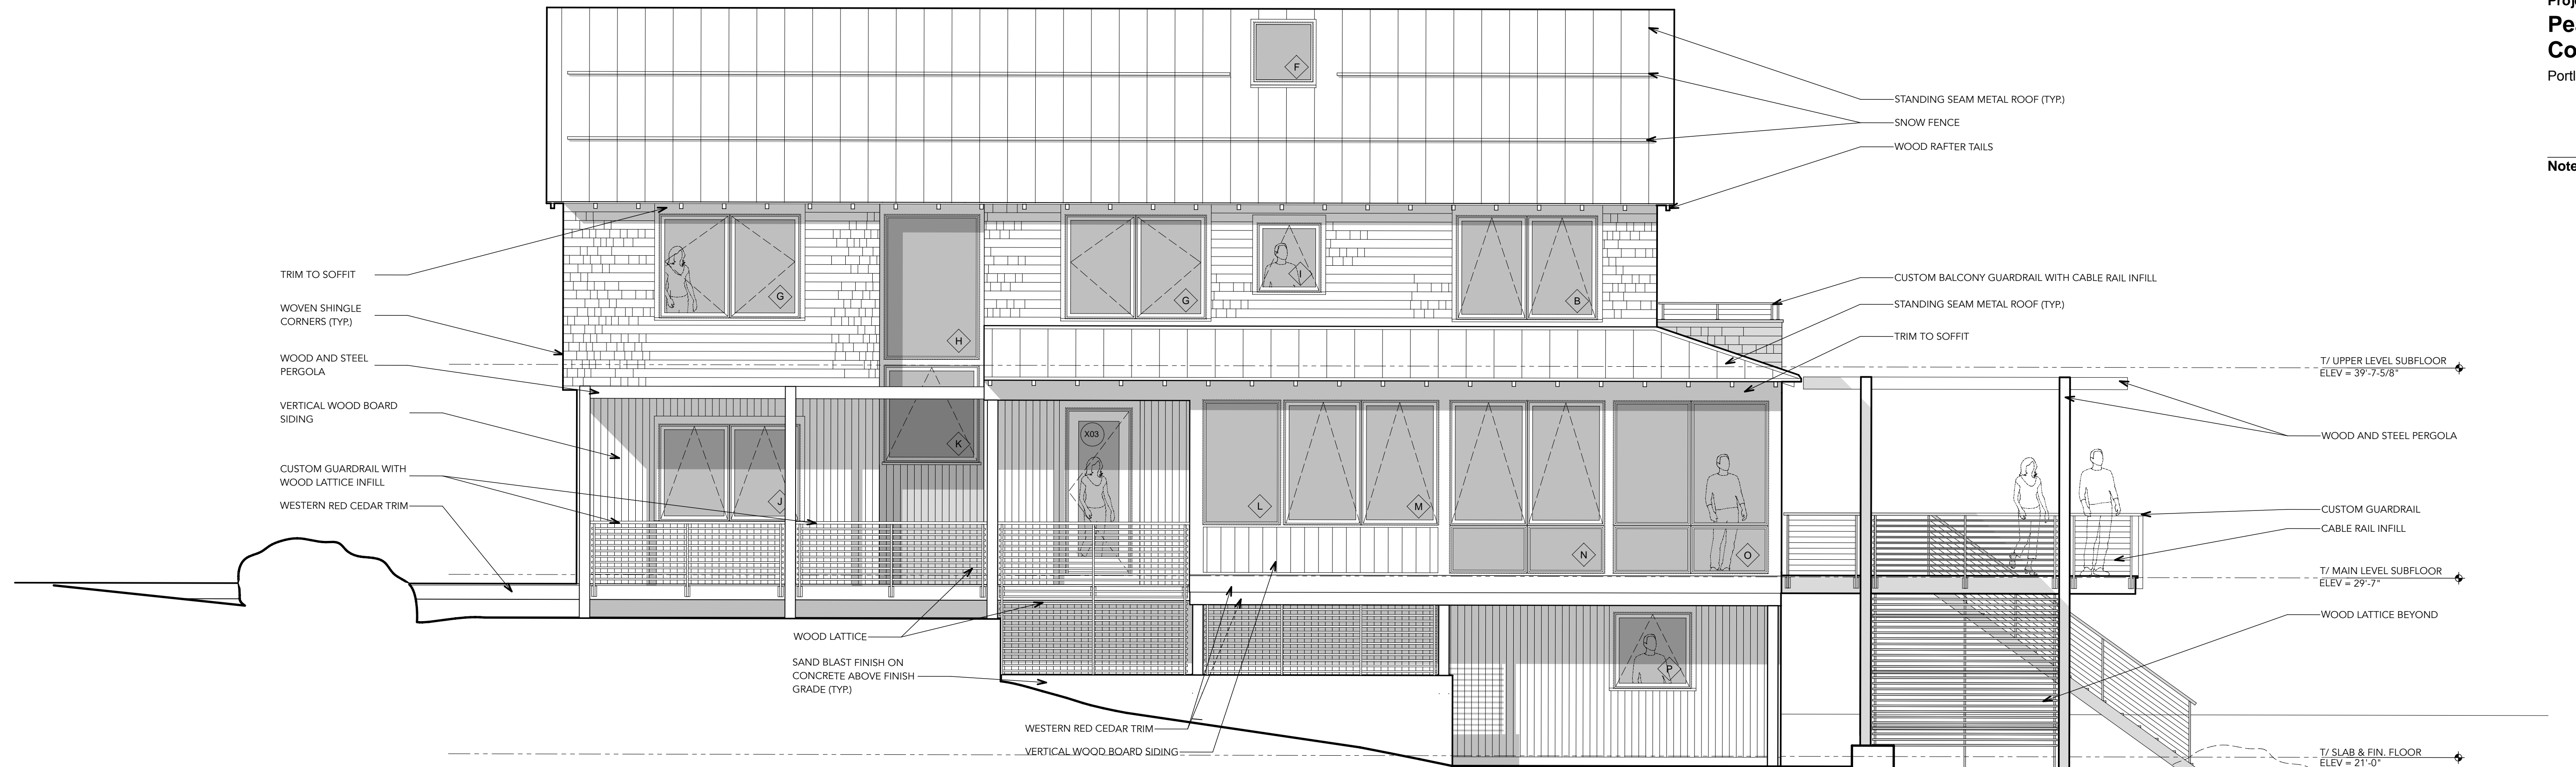 Pe
Co
Portl
Note
F
STANDING SEAM METAL ROOF (TYP.)
SNOW FENCE
WOOD RAFTER TAILS
TRIM TO SOFFIT
WOVEN SHINGLE
CORNERS (TYP.)
WOOD AND STEEL
PERGOLA
VERTICAL WOOD BOARD
SIDING
CUSTOM GUARDRAIL WITH
WOOD LATTICE INFILL
WESTERN RED CEDAR TRIM
G
H
G
I
B
K
J
X03
L
M
N
O
P
CUSTOM BALCONY GUARDRAIL WITH CABLE RAIL INFILL
STANDING SEAM METAL ROOF (TYP.)
TRIM TO SOFFIT
T/ UPPER LEVEL SUBFLOOR
ELEV = 39'-7-5/8"
WOOD AND STEEL PERGOLA
CUSTOM GUARDRAIL
CABLE RAIL INFILL
T/ MAIN LEVEL SUBFLOOR
ELEV = 29'-7"
WOOD LATTICE BEYOND
WOOD LATTICE
SAND BLAST FINISH ON
CONCRETE ABOVE FINISH
GRADE (TYP.)
WESTERN RED CEDAR TRIM
VERTICAL WOOD BOARD SIDING
T/ SLAB & FIN. FLOOR
ELEV = 21'-0"